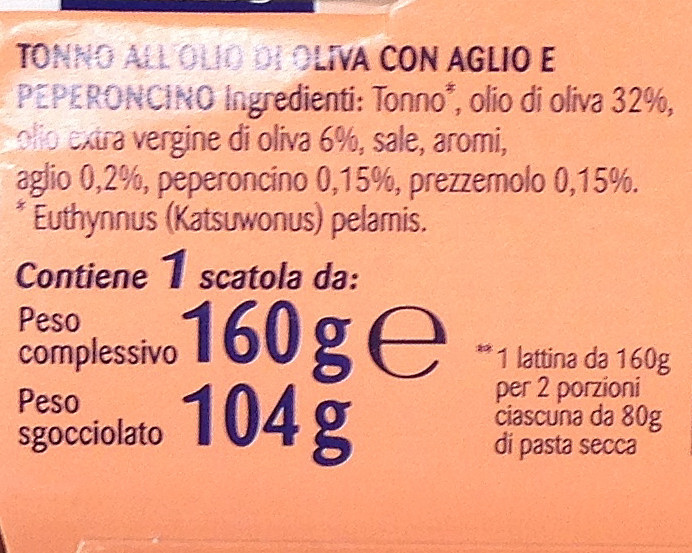 TONNO ALL'OLIO DI OLIVA CON AGLIO E
PEPERONCINO Ingredienti: Tonno*, olio di oliva 32%,
olio extra vergine di oliva 6%, sale, aromi,
aglio 0,2%, peperoncino 0,15%, prezzemolo 0,15%.
* Euthynnus (Katsuwonus) pelamis.
Contiene 1 scatola da:
Peso
complessivo 160 g e
Peso
sgocciolato 104 g
** 1 lattina da 160g
per 2 porzioni
ciascuna da 80g
di pasta secca